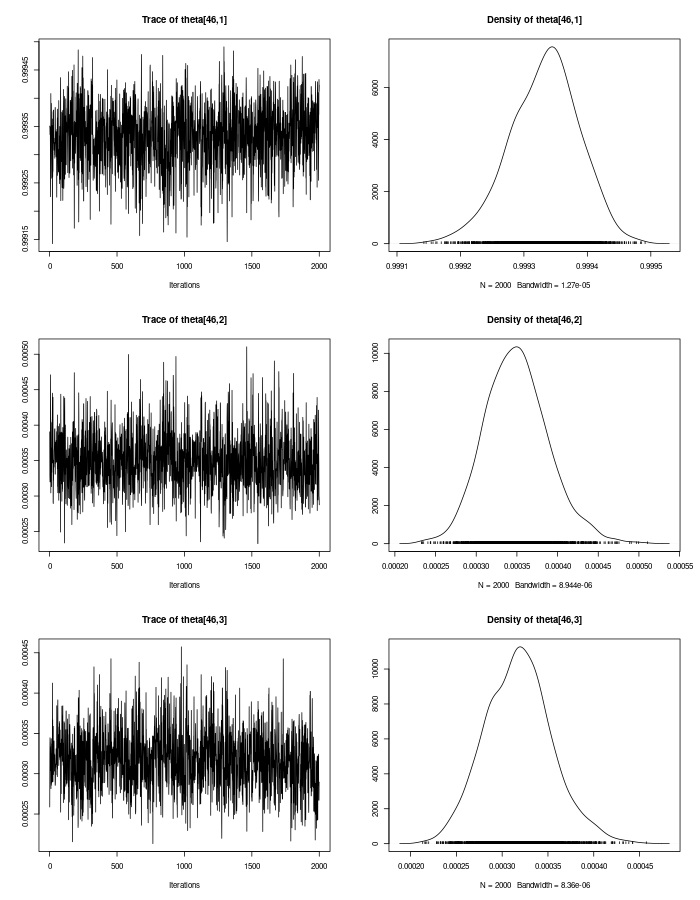 Trace of theta[46,1]
0.99915 0.99925 0.99935 0.99945
0 500 1000 1500 2000
Iterations
Density of theta[46,1]
0 2000 4000 6000
0.9991 0.9992 0.9993 0.9994 0.9995
N = 2000 Bandwidth = 1.27e-05
Trace of theta[46,2]
0.00025 0.00030 0.00035 0.00040 0.00045 0.00050
0 500 1000 1500 2000
Iterations
Density of theta[46,2]
0 2000 4000 6000 8000 10000
0.00020 0.00025 0.00030 0.00035 0.00040 0.00045 0.00050 0.00055
N = 2000 Bandwidth = 8.944e-06
Trace of theta[46,3]
0.00025 0.00030 0.00035 0.00045
0 500 1000 1500 2000
Iterations
Density of theta[46,3]
0 2000 4000 6000 8000 10000
0.00020 0.00025 0.00030 0.00035 0.00040 0.00045
N = 2000 Bandwidth = 8.36e-06